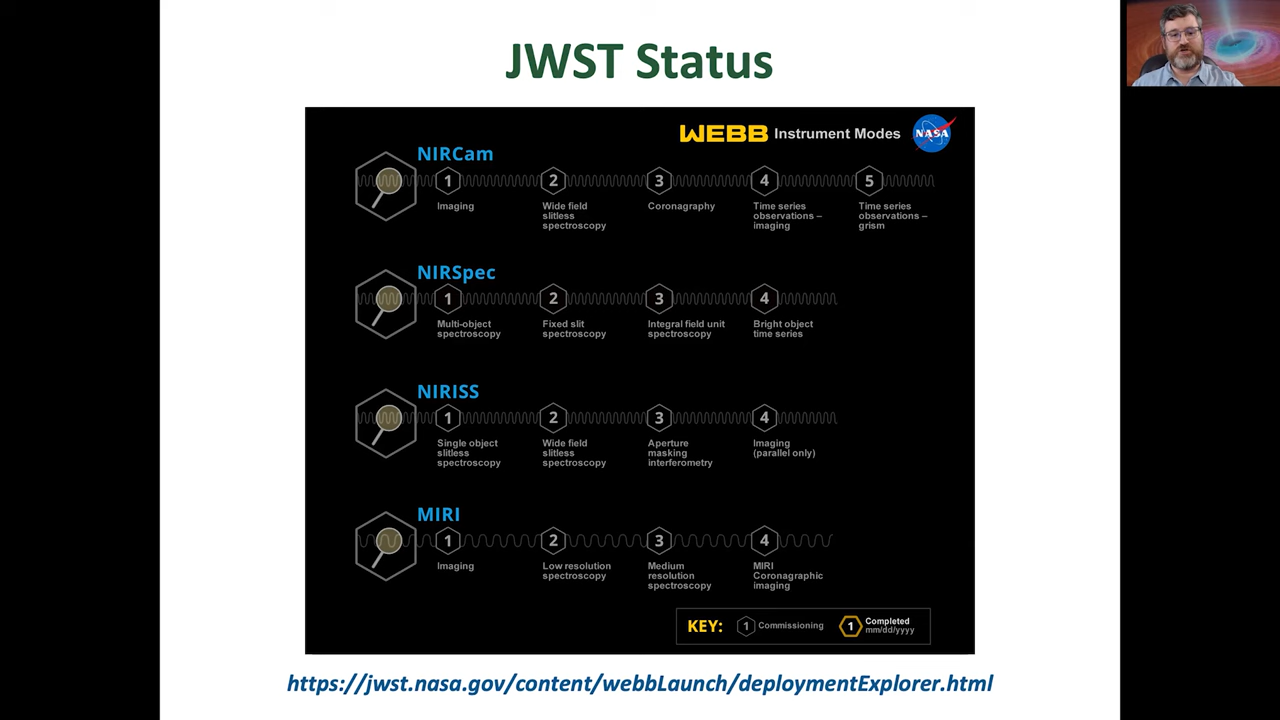 JWST Status
WEBB Instrument Modes NASA
NIRCam
1 2 3 4 5
Imaging
Wide field
slitless
spectroscopy
Coronagraphy
Time series
observations –
imaging
Time series
observations –
grism
NIRSpec
1 2 3 4
Multi-object
spectroscopy
Fixed slit
spectroscopy
Integral field unit
spectroscopy
Bright object
time series
NIRISS
1 2 3 4
Single object
slitless
spectroscopy
Wide field
slitless
spectroscopy
Aperture
masking
interferometry
Imaging
(parallel only)
MIRI
1 2 3 4
Imaging
Low resolution
spectroscopy
Medium
resolution
spectroscopy
MIRI
Coronagraphic
imaging
KEY: 1 Commissioning 1 Completed
mm/dd/yyyy
https://jwst.nasa.gov/content/webbLaunch/deploymentExplorer.html